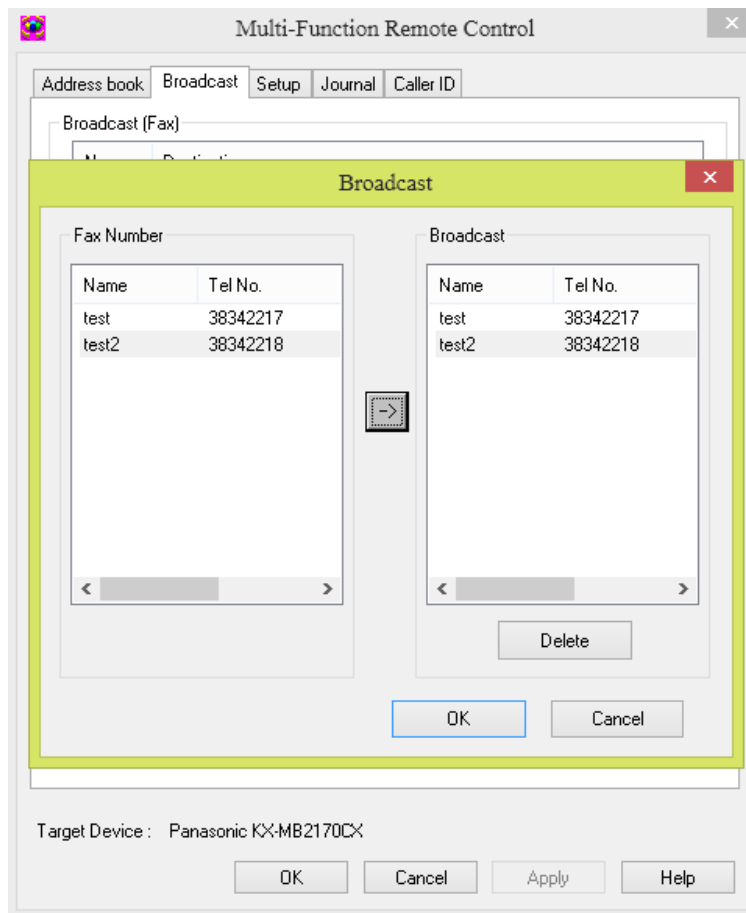 Multi-Function Remote Control
Address book Broadcast Setup Journal Caller ID
Broadcast (Fax)
Broadcast
Fax Number
Name Tel No.
test 38342217
test2 38342218
->
Broadcast
Name Tel No.
test 38342217
test2 38342218
Delete
OK Cancel
Target Device : Panasonic KX-MB2170CX
OK Cancel Apply Help